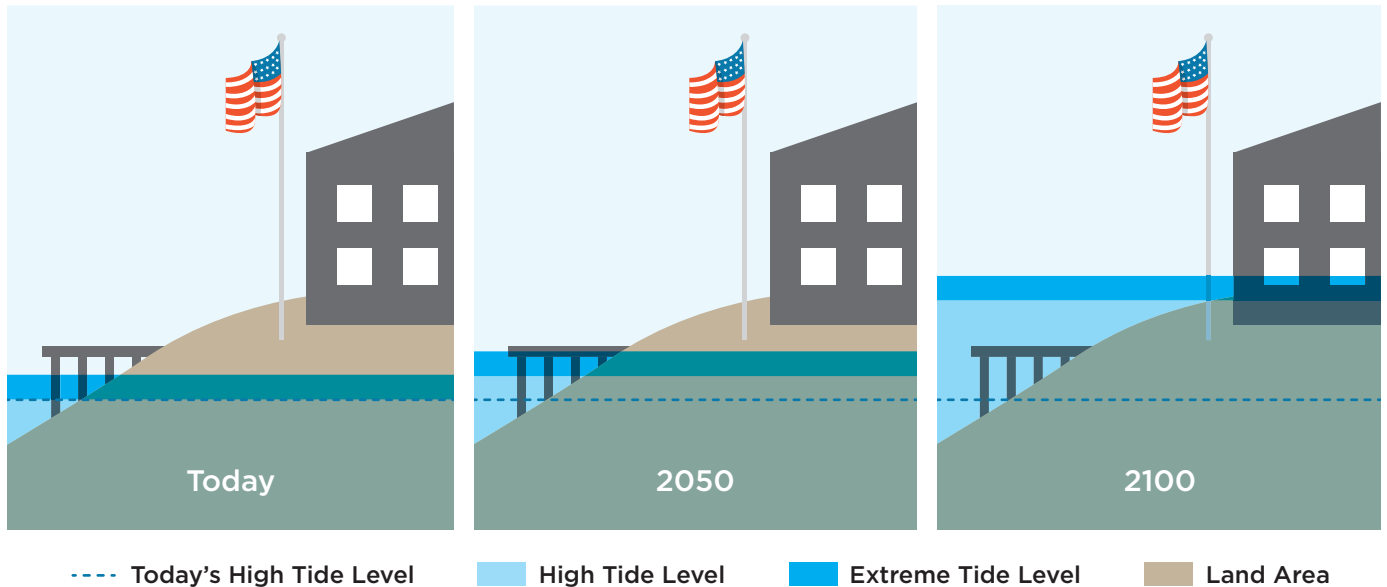 Today
2050
2100
Today's High Tide Level
High Tide Level
Extreme Tide Level
Land Area